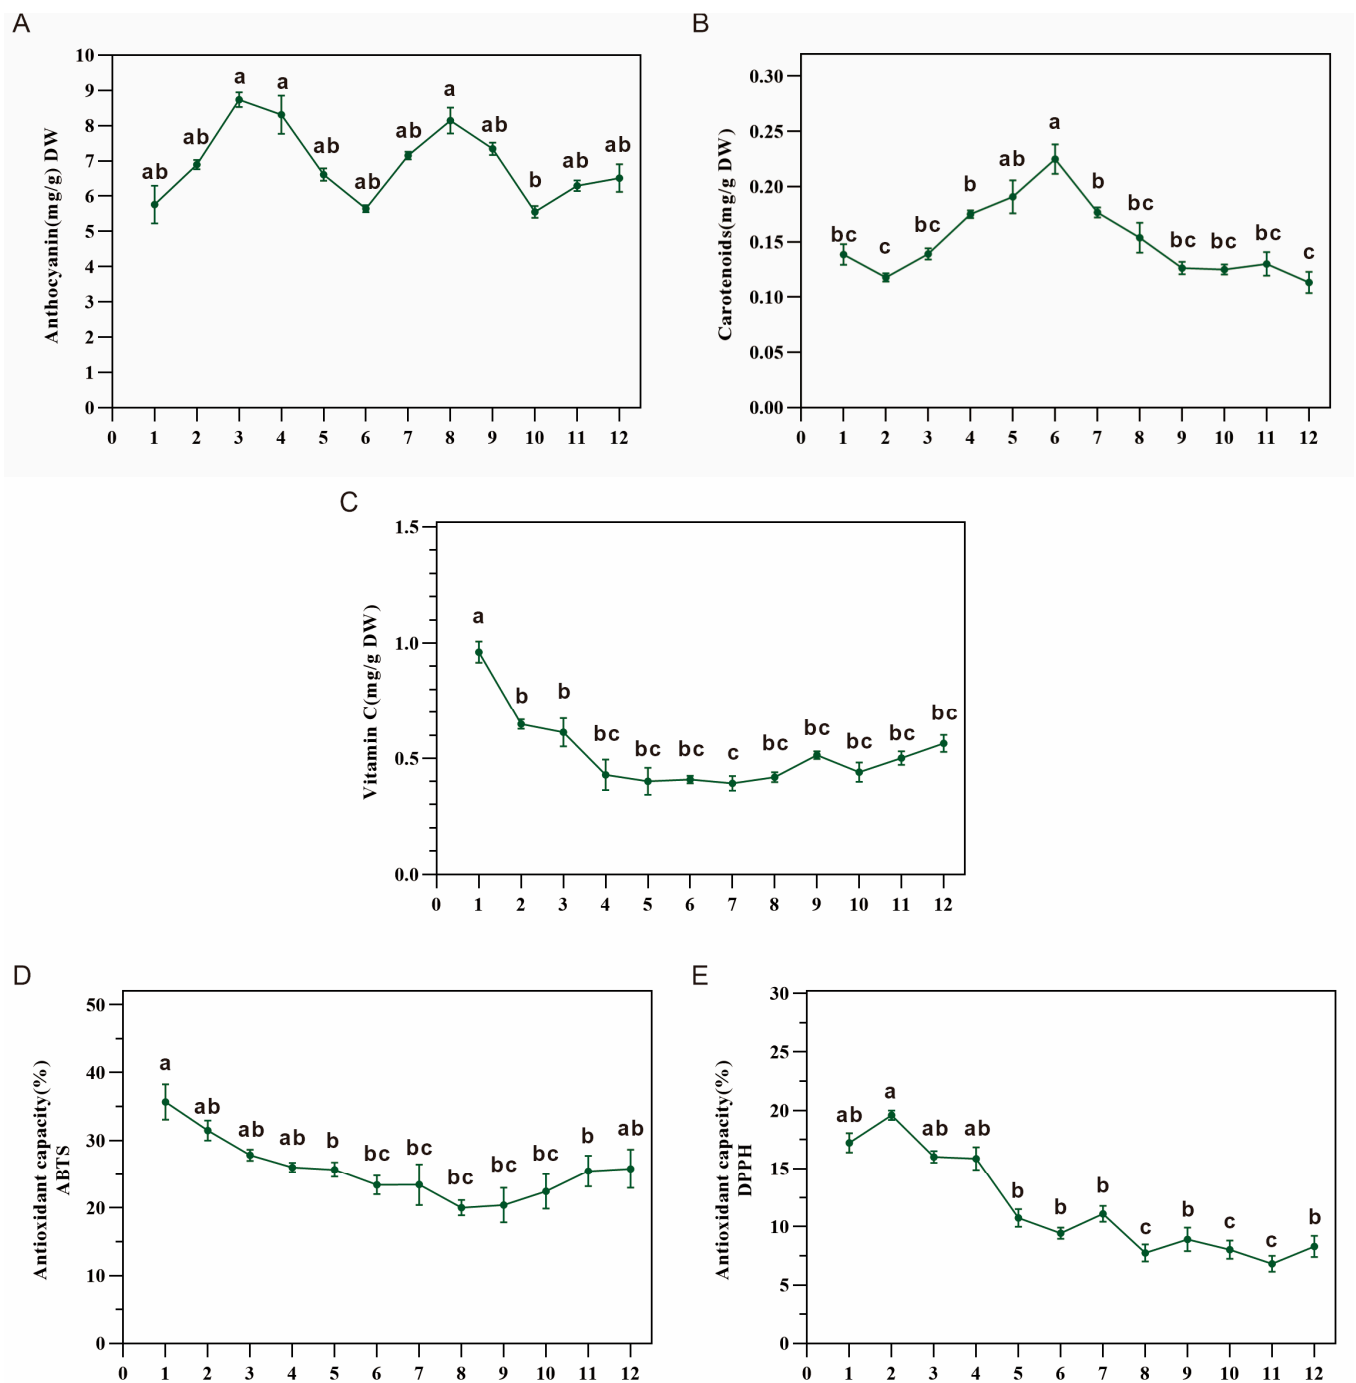 A
Anthocyanin(mg/g) DW
10
9
8
7
6
5
4
3
2
1
0
ab
ab
a
a
ab
ab
ab
a
ab
b
ab
ab
0 1 2 3 4 5 6 7 8 9 10 11 12
B
Carotenoids(mg/g DW)
0.30
0.25
0.20
0.15
0.10
0.05
0.00
bc
c
bc
b
ab
a
b
bc
bc
bc
bc
c
0 1 2 3 4 5 6 7 8 9 10 11 12
C
Vitamin C(mg/g DW)
1.5
1.0
0.5
0.0
a
b
b
bc
bc
bc
c
bc
bc
bc
bc
bc
0 1 2 3 4 5 6 7 8 9 10 11 12
D
Antioxidant capacity(%)
ABTS
50
40
30
20
10
0
a
ab
ab
ab
b
bc
bc
bc
bc
bc
b
ab
0 1 2 3 4 5 6 7 8 9 10 11 12
E
Antioxidant capacity(%)
DPPH
30
25
20
15
10
5
0
ab
a
ab
ab
b
b
b
c
b
c
c
b
0 1 2 3 4 5 6 7 8 9 10 11 12